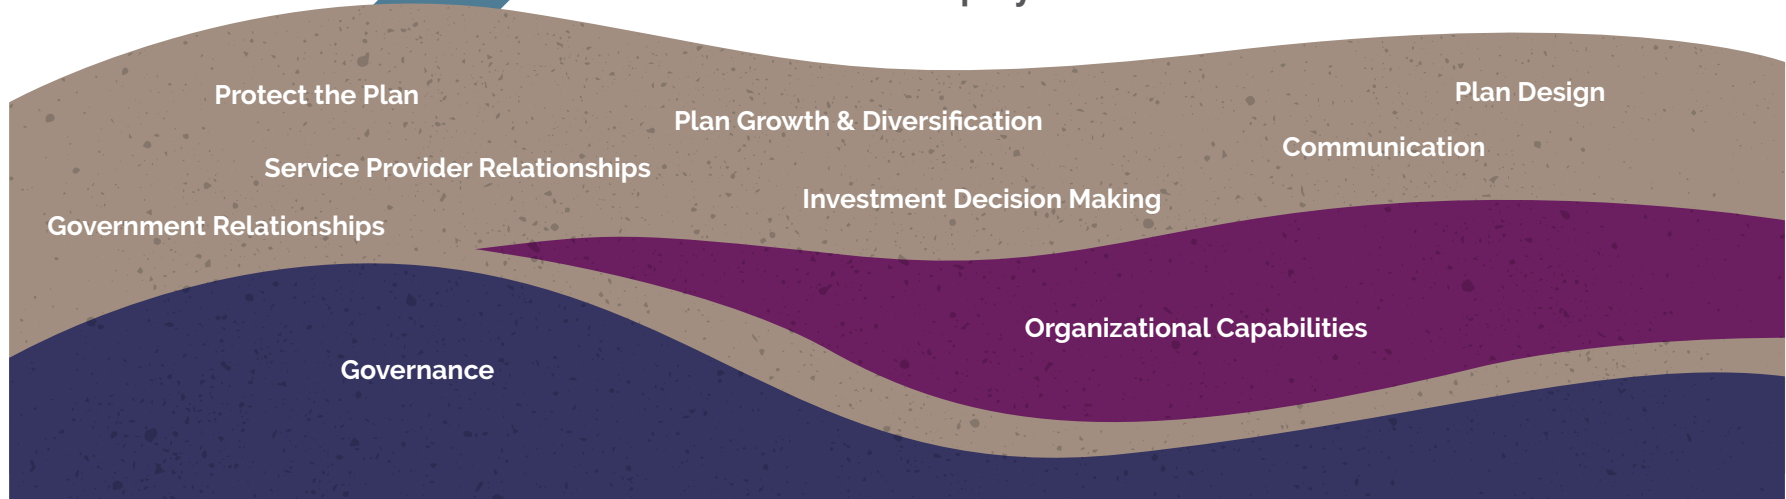 Protect the Plan
Plan Design
Plan Growth & Diversification
Communication
Service Provider Relationships
Investment Decision Making
Government Relationships
Organizational Capabilities
Governance